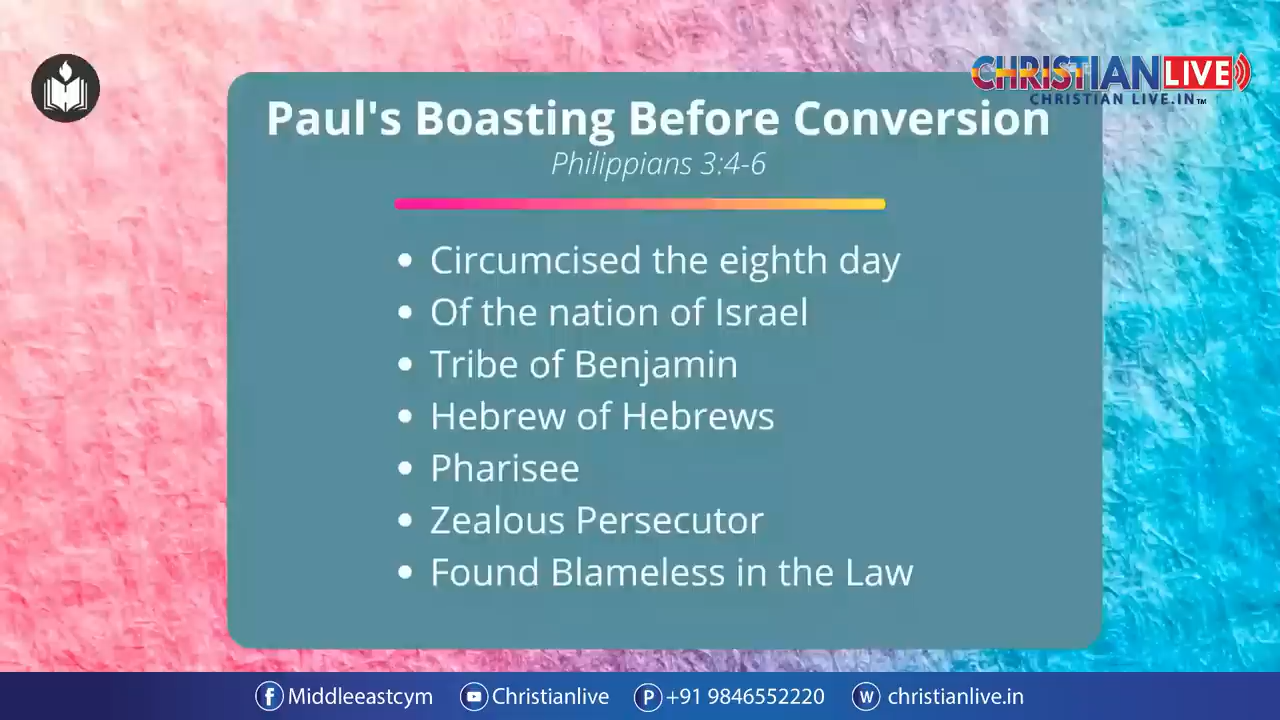 CHRISTIANLIVE
CHRISTIAN LIVE.IN™
Paul's Boasting Before Conversion
Philippians 3:4-6
• Circumcised the eighth day
• Of the nation of Israel
• Tribe of Benjamin
• Hebrew of Hebrews
• Pharisee
• Zealous Persecutor
• Found Blameless in the Law
f Middleeastcym Christianlive P +91 9846552220 W christianlive.in